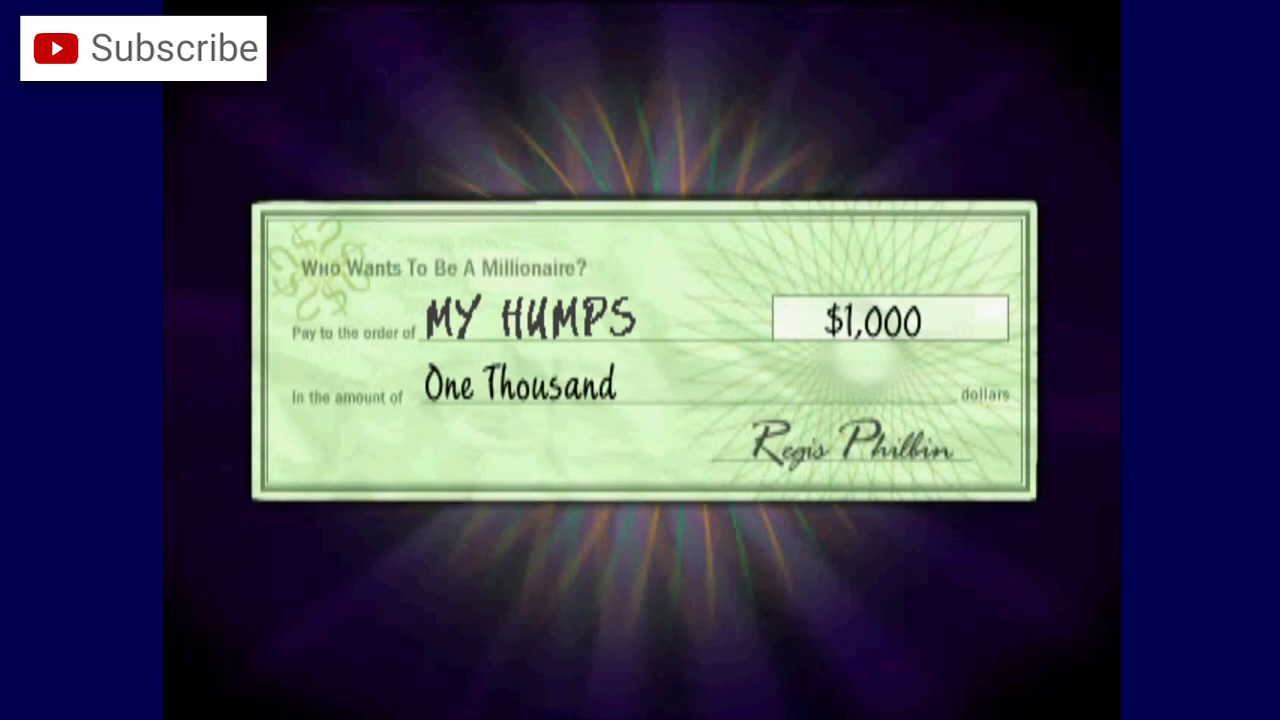 Subscribe
Who Wants To Be A Millionaire?
Pay to the order of MY HUMPS $1,000
In the amount of One Thousand dollars
Regis Philbin